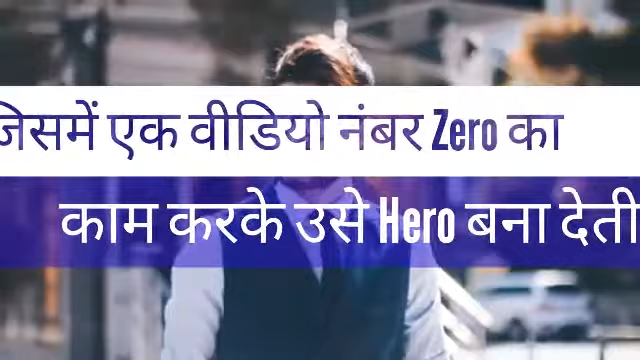 जिसमें एक वीडियो नंबर Zero का
काम करके उसे Hero बना देती